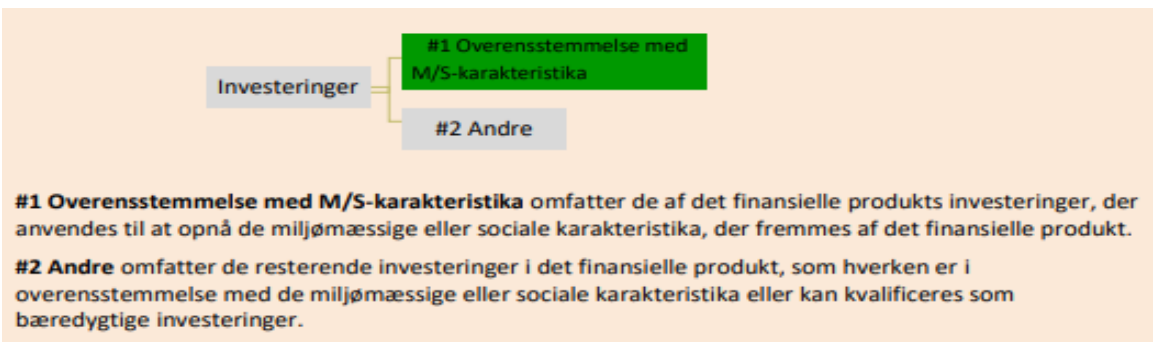 #1 Overensstemmelse med
M/S-karakteristika
Investeringer
#2 Andre
#1 Overensstemmelse med M/S-karakteristika omfatter de af det finansielle produkts investeringer, der
anvendes til at opnå de miljømæssige eller sociale karakteristika, der fremmes af det finansielle produkt.
#2 Andre omfatter de resterende investeringer i det finansielle produkt, som hverken er i
overensstemmelse med de miljømæssige eller sociale karakteristika eller kan kvalificeres som
bæredygtige investeringer.